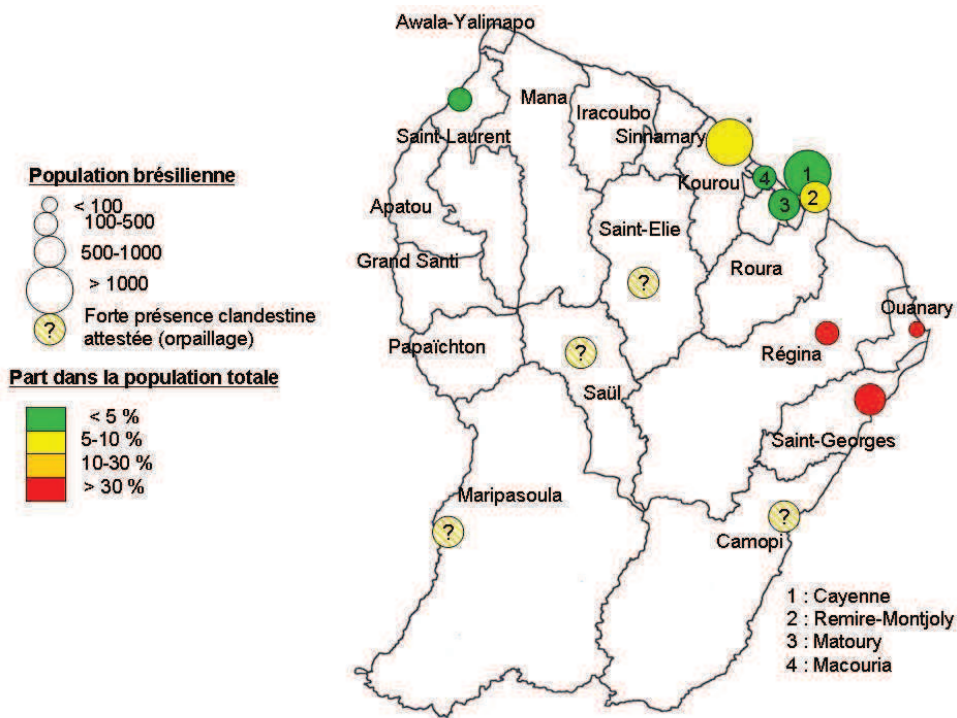 Awala-Yalimapo
Mana
Iracoubo
Saint-Laurent
Sinnamary
Population brésilienne
< 100
100-500
500-1000
> 1000
?
Forte présence clandestine
attestée (orpaillage)
Part dans la population totale
< 5 %
5-10 %
10-30 %
> 30 %
4
1
Kourou
2
3
Apatou
Saint-Elie
Grand Santi
Roura
?
Ouanary
Papaïchton
?
Régina
Saül
Saint-Georges
Maripasoula
?
?
Camopi
1 : Cayenne
2 : Remire-Montjoly
3 : Matoury
4 : Macouria